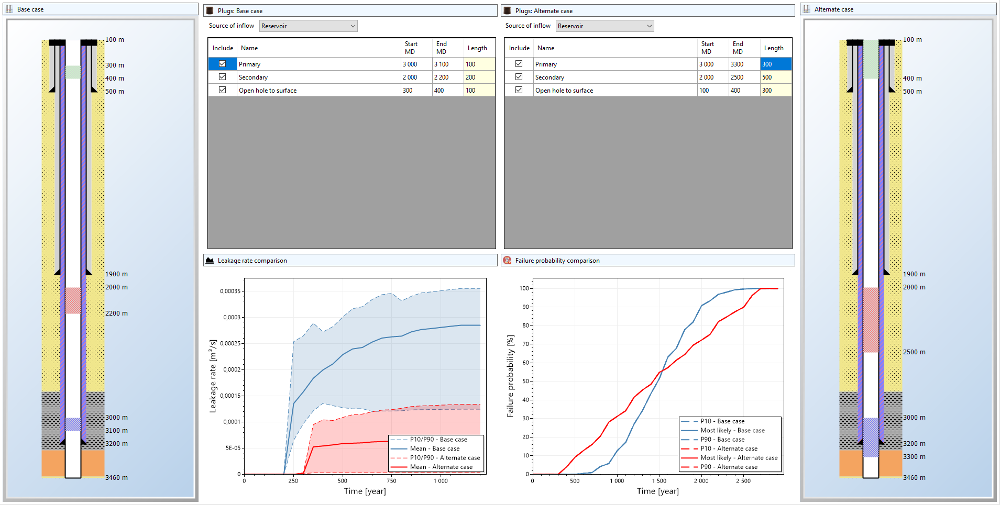 Base case
100 m
300 m
400 m
500 m
1900 m
2000 m
2200 m
3000 m
3100 m
3200 m
3460 m
Plugs: Base case
Source of inflow Reservoir
Include Name Start MD End MD Length
Primary 3 000 3 100 100
Secondary 2 000 2 200 200
Open hole to surface 300 400 100
Plugs: Alternate case
Source of inflow Reservoir
Include Name Start MD End MD Length
Primary 3 000 3300 300
Secondary 2 000 2500 500
Open hole to surface 100 400 300
Leakage rate comparison
Leakage rate [m³/s]
0,00035
0,0003
0,00025
0,0002
0,00015
0,0001
5E-05
0
0 250 500 750 1 000
Time [year]
P10/P90 - Base case
Mean - Base case
P10/P90 - Alternate case
Mean - Alternate case
Failure probability comparison
Failure probability [%]
100
90
80
70
60
50
40
30
20
10
0
0 500 1 000 1 500 2 000 2 500
Time [year]
P10 - Base case
Most likely - Base case
P90 - Base case
P10 - Alternate case
Most likely - Alternate case
P90 - Alternate case
Alternate case
100 m
400 m
500 m
1900 m
2000 m
2500 m
3000 m
3200 m
3300 m
3460 m